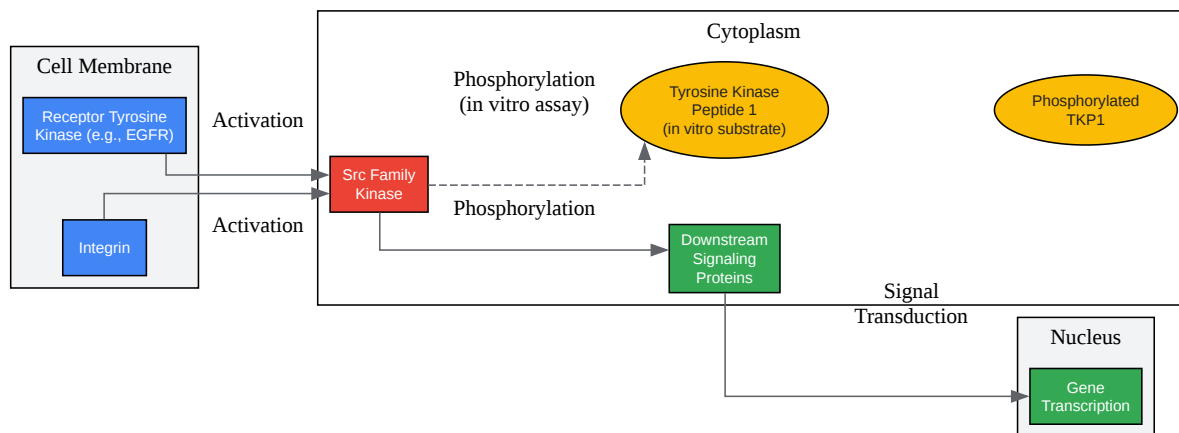 Cytoplasm
Cell Membrane
Receptor Tyrosine
Kinase (e.g., EGFR)
Activation
Phosphorylation
(in vitro assay)
Tyrosine Kinase
Peptide 1
(in vitro substrate)
Phosphorylated
TKP1
Src Family
Kinase
Integrin
Activation
Phosphorylation
Downstream
Signaling
Proteins
Signal
Transduction
Nucleus
Gene
Transcription